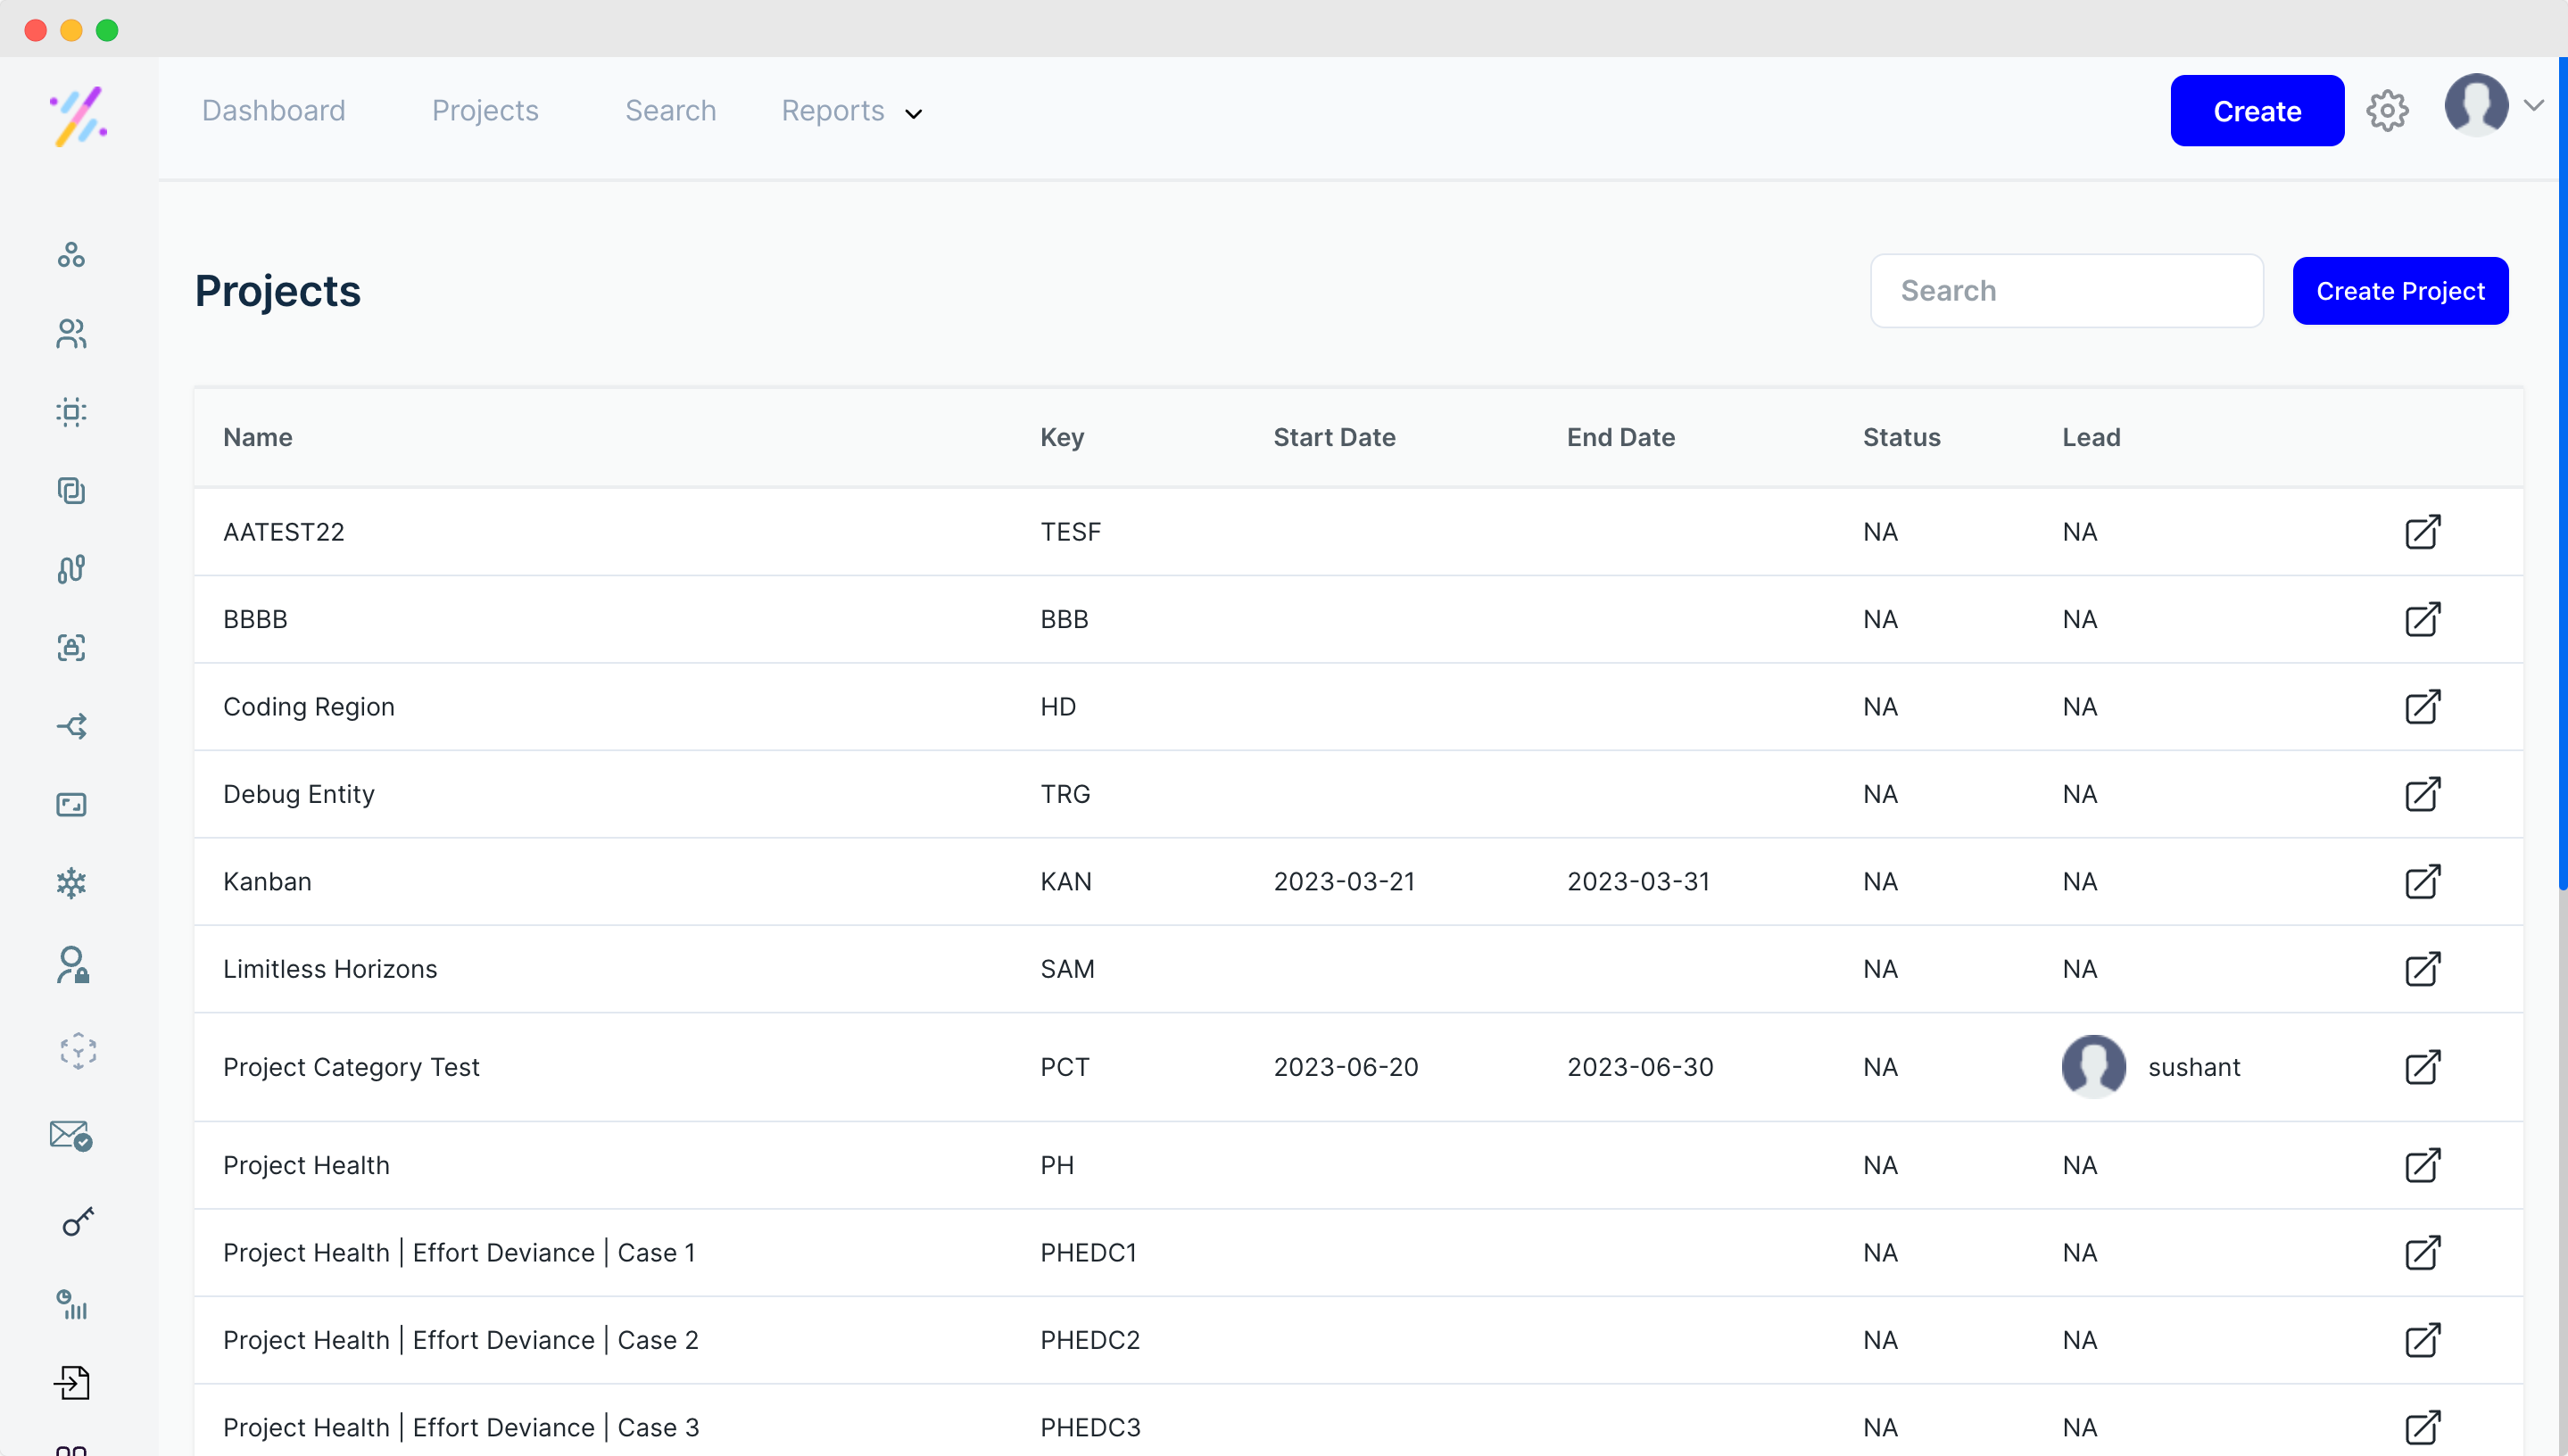 Dashboard Projects Search Reports Create
Projects Search Create Project
Name Key Start Date End Date Status Lead
AATEST22 TESF NA NA
BBBB BBB NA NA
Coding Region HD NA NA
Debug Entity TRG NA NA
Kanban KAN 2023-03-21 2023-03-31 NA NA
Limitless Horizons SAM NA NA
Project Category Test PCT 2023-06-20 2023-06-30 NA sushant
Project Health PH NA NA
Project Health | Effort Deviance | Case 1 PHEDC1 NA NA
Project Health | Effort Deviance | Case 2 PHEDC2 NA NA
Project Health | Effort Deviance | Case 3 PHEDC3 NA NA